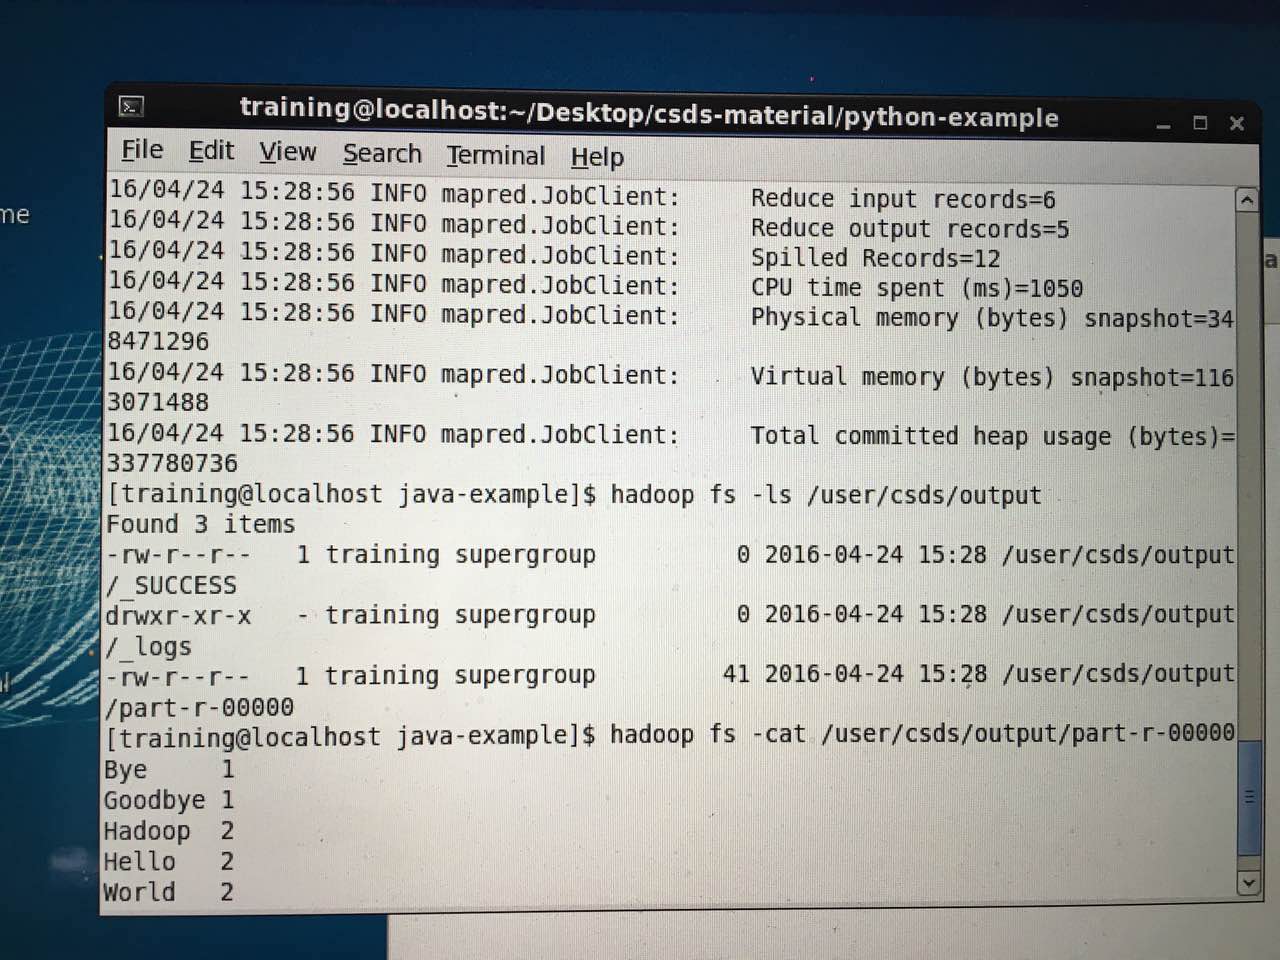 training@localhost:~/Desktop/csds-material/python-example
File Edit View Search Terminal Help
16/04/24 15:28:56 INFO mapred.JobClient:     Reduce input records=6
16/04/24 15:28:56 INFO mapred.JobClient:     Reduce output records=5
16/04/24 15:28:56 INFO mapred.JobClient:     Spilled Records=12
16/04/24 15:28:56 INFO mapred.JobClient:     CPU time spent (ms)=1050
16/04/24 15:28:56 INFO mapred.JobClient:     Physical memory (bytes) snapshot=34
8471296
16/04/24 15:28:56 INFO mapred.JobClient:     Virtual memory (bytes) snapshot=116
3071488
16/04/24 15:28:56 INFO mapred.JobClient:     Total committed heap usage (bytes)=
337780736
[training@localhost java-example]$ hadoop fs -ls /user/csds/output
Found 3 items
-rw-r--r--   1 training supergroup          0 2016-04-24 15:28 /user/csds/output
/_SUCCESS
drwxr-xr-x   - training supergroup          0 2016-04-24 15:28 /user/csds/output
/_logs
-rw-r--r--   1 training supergroup         41 2016-04-24 15:28 /user/csds/output
/part-r-00000
[training@localhost java-example]$ hadoop fs -cat /user/csds/output/part-r-00000
Bye     1
Goodbye 1
Hadoop  2
Hello   2
World   2
me